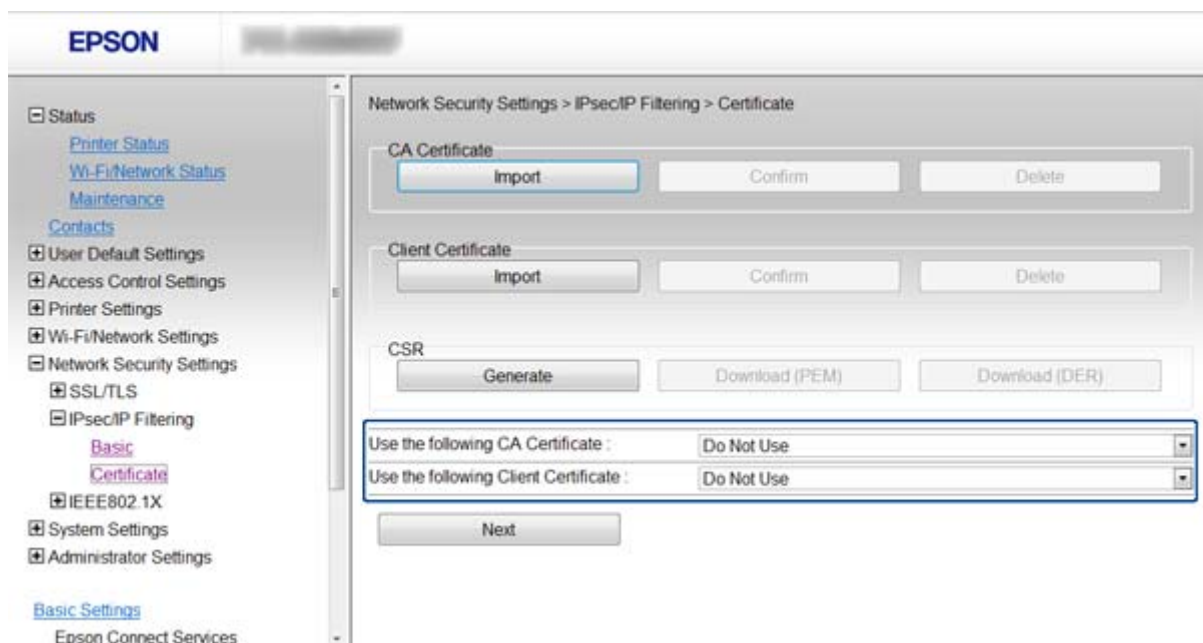 EPSON
Status
Printer Status
Wi-Fi/Network Status
Maintenance
Contacts
User Default Settings
Access Control Settings
Printer Settings
Wi-Fi/Network Settings
Network Security Settings
SSL/TLS
IPsec/IP Filtering
Basic
Certificate
IEEE802.1X
System Settings
Administrator Settings
Basic Settings
Epson Connect Services
Network Security Settings > IPsec/IP Filtering > Certificate
CA Certificate
Import Confirm Delete
Client Certificate
Import Confirm Delete
CSR
Generate Download (PEM) Download (DER)
Use the following CA Certificate : Do Not Use
Use the following Client Certificate : Do Not Use
Next